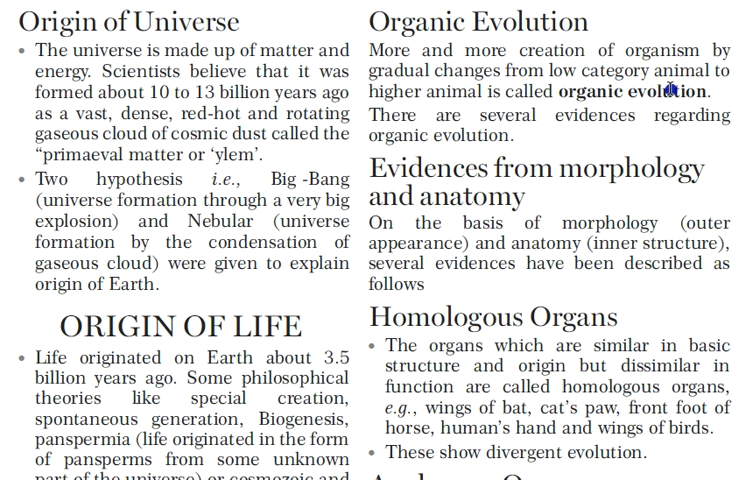 Origin of Universe
• The universe is made up of matter and
energy. Scientists believe that it was
formed about 10 to 13 billion years ago
as a vast, dense, red-hot and rotating
gaseous cloud of cosmic dust called the
“primaeval matter or ‘ylem’.
• Two hypothesis i.e., Big -Bang
(universe formation through a very big
explosion) and Nebular (universe
formation by the condensation of
gaseous cloud) were given to explain
origin of Earth.
ORIGIN OF LIFE
• Life originated on Earth about 3.5
billion years ago. Some philosophical
theories like special creation,
spontaneous generation, Biogenesis,
panspermia (life originated in the form
of pansperms from some unknown
part of the universe) or cosmozoic and
Organic Evolution
More and more creation of organism by
gradual changes from low category animal to
higher animal is called organic evolution.
There are several evidences regarding
organic evolution.
Evidences from morphology
and anatomy
On the basis of morphology (outer
appearance) and anatomy (inner structure),
several evidences have been described as
follows
Homologous Organs
• The organs which are similar in basic
structure and origin but dissimilar in
function are called homologous organs,
e.g., wings of bat, cat’s paw, front foot of
horse, human’s hand and wings of birds.
• These show divergent evolution.